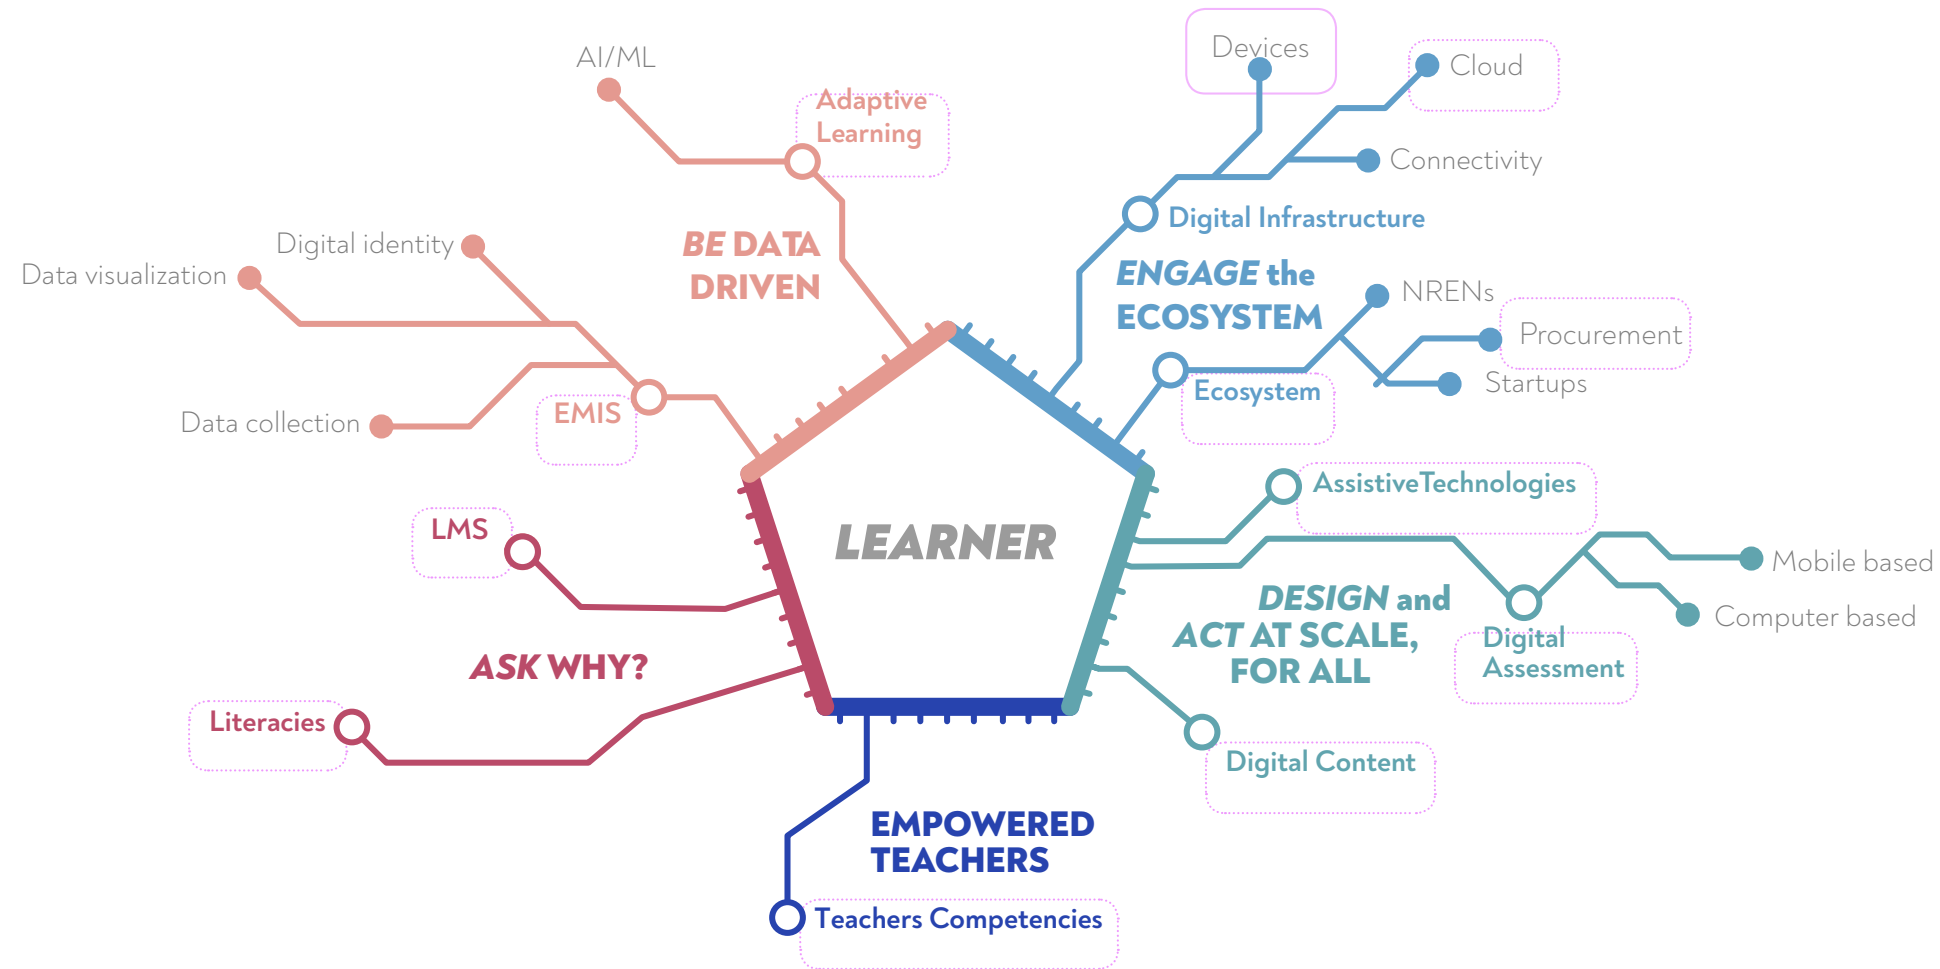 Devices
AI/ML
Cloud
Adaptive
Learning
Connectivity
Digital Infrastructure
Digital identity
BE DATA
DRIVEN
Data visualization
ENGAGE the
ECOSYSTEM
NRENs
Procurement
Startups
Ecosystem
EMIS
Data collection
AssistiveTechnologies
LMS
LEARNER
Mobile based
Computer based
DESIGN and
ACT AT SCALE,
FOR ALL
Digital
Assessment
ASK WHY?
Literacies
Digital Content
EMPOWERED
TEACHERS
Teachers Competencies